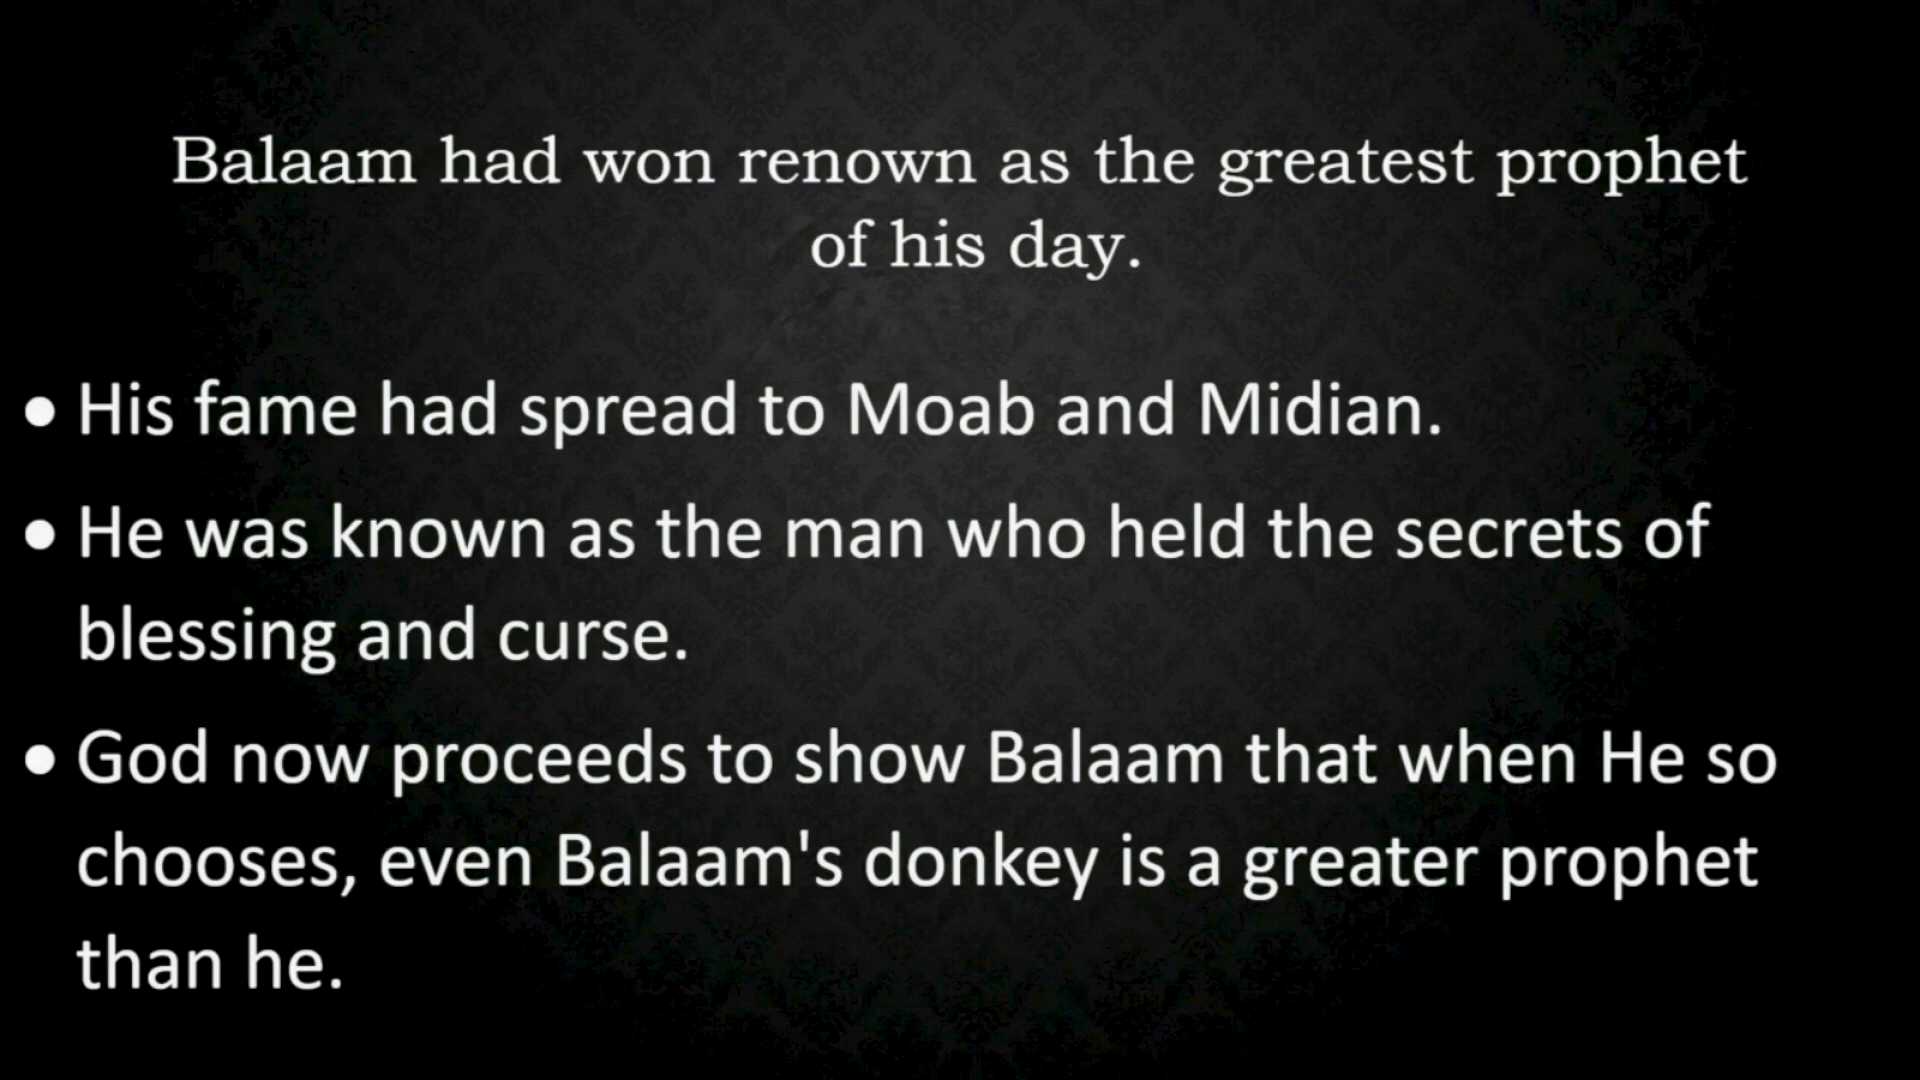 Balaam had won renown as the greatest prophet
of his day.
• His fame had spread to Moab and Midian.
• He was known as the man who held the secrets of
blessing and curse.
• God now proceeds to show Balaam that when He so
chooses, even Balaam's donkey is a greater prophet
than he.